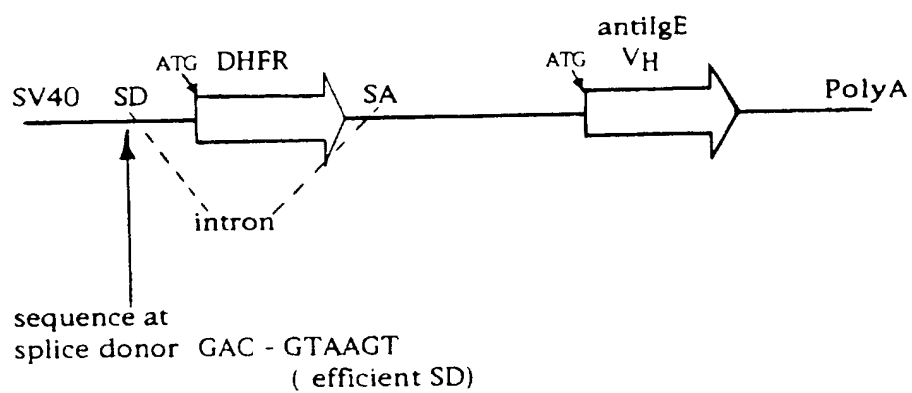 antiIgE
ATG DHFR ATG VH
SV40 SD SA PolyA
intron
sequence at
splice donor GAC - GTAAGT
( efficient SD)